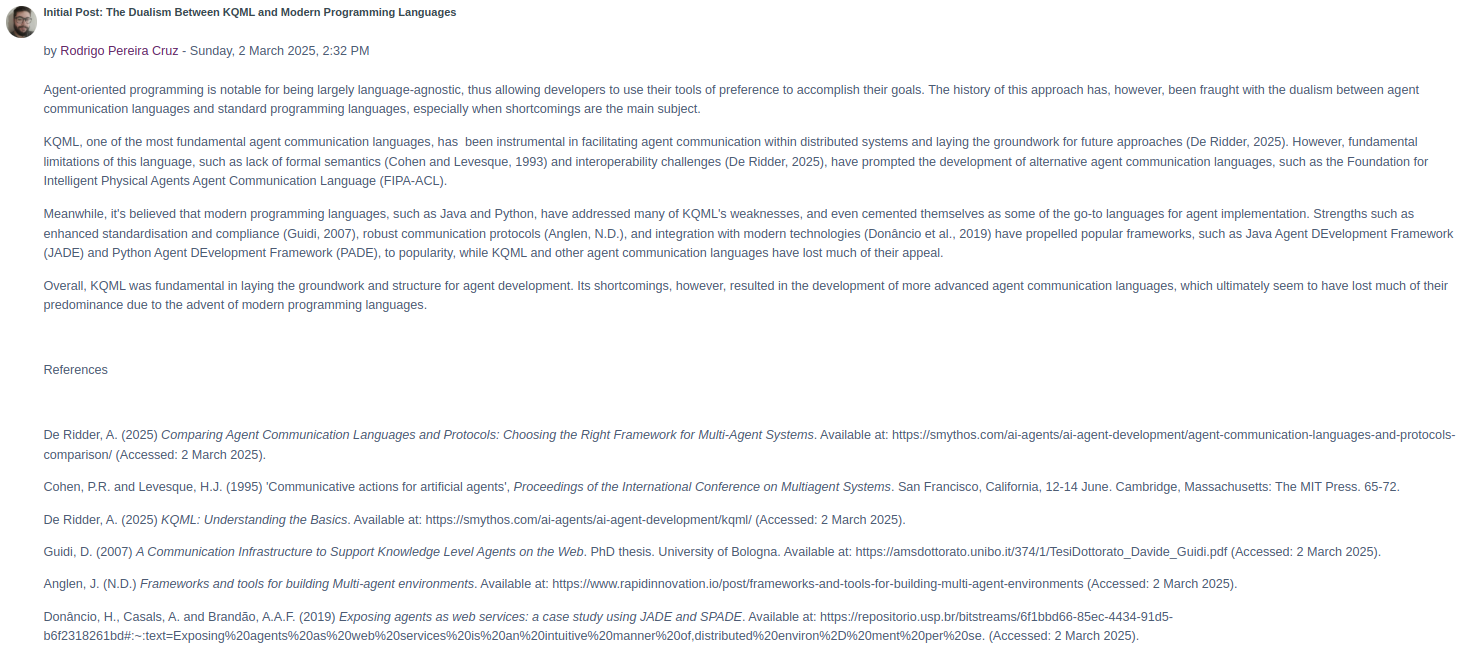 Initial Post: The Dualism Between KQML and Modern Programming Languages
by Rodrigo Pereira Cruz - Sunday, 2 March 2025, 2:32 PM
Agent-oriented programming is notable for being largely language-agnostic, thus allowing developers to use their tools of preference to accomplish their goals. The history of this approach has, however, been fraught with the dualism between agent
communication languages and standard programming languages, especially when shortcomings are the main subject.
KQML, one of the most fundamental agent communication languages, has  been instrumental in facilitating agent communication within distributed systems and laying the groundwork for future approaches (De Ridder, 2025). However, fundamental
limitations of this language, such as lack of formal semantics (Cohen and Levesque, 1993) and interoperability challenges (De Ridder, 2025), have prompted the development of alternative agent communication languages, such as the Foundation for
Intelligent Physical Agents Agent Communication Language (FIPA-ACL).
Meanwhile, it's believed that modern programming languages, such as Java and Python, have addressed many of KQML's weaknesses, and even cemented themselves as some of the go-to languages for agent implementation. Strengths such as
enhanced standardisation and compliance (Guidi, 2007), robust communication protocols (Anglen, N.D.), and integration with modern technologies (Donâncio et al., 2019) have propelled popular frameworks, such as Java Agent DEvelopment Framework
(JADE) and Python Agent DEvelopment Framework (PADE), to popularity, while KQML and other agent communication languages have lost much of their appeal.
Overall, KQML was fundamental in laying the groundwork and structure for agent development. Its shortcomings, however, resulted in the development of more advanced agent communication languages, which ultimately seem to have lost much of their
predominance due to the advent of modern programming languages.
References
De Ridder, A. (2025) Comparing Agent Communication Languages and Protocols: Choosing the Right Framework for Multi-Agent Systems. Available at: https://smythos.com/ai-agents/ai-agent-development/agent-communication-languages-and-protocols-
comparison/ (Accessed: 2 March 2025).
Cohen, P.R. and Levesque, H.J. (1995) 'Communicative actions for artificial agents', Proceedings of the International Conference on Multiagent Systems. San Francisco, California, 12-14 June. Cambridge, Massachusetts: The MIT Press. 65-72.
De Ridder, A. (2025) KQML: Understanding the Basics. Available at: https://smythos.com/ai-agents/ai-agent-development/kqml/ (Accessed: 2 March 2025).
Guidi, D. (2007) A Communication Infrastructure to Support Knowledge Level Agents on the Web. PhD thesis. University of Bologna. Available at: https://amsdottorato.unibo.it/374/1/TesiDottorato_Davide_Guidi.pdf (Accessed: 2 March 2025).
Anglen, J. (N.D.) Frameworks and tools for building Multi-agent environments. Available at: https://www.rapidinnovation.io/post/frameworks-and-tools-for-building-multi-agent-environments (Accessed: 2 March 2025).
Donâncio, H., Casals, A. and Brandão, A.A.F. (2019) Exposing agents as web services: a case study using JADE and SPADE. Available at: https://repositorio.usp.br/bitstreams/6f1bbd66-85ec-4434-91d5-
b6f2318261bd#:~:text=Exposing%20agents%20as%20web%20services%20is%20an%20intuitive%20manner%20of,distributed%20environ%2D%20ment%20per%20se. (Accessed: 2 March 2025).